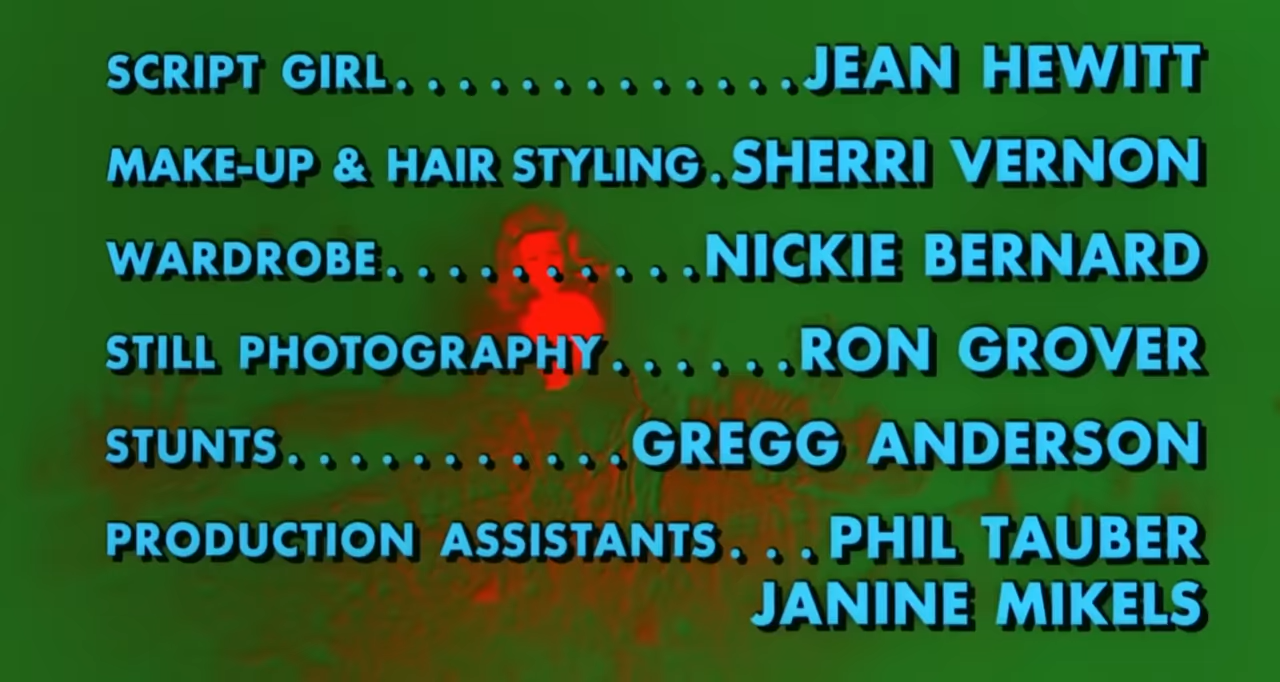 SCRIPT GIRL.............JEAN HEWITT
MAKE-UP & HAIR STYLING.SHERRI VERNON
WARDROBE..........NICKIE BERNARD
STILL PHOTOGRAPHY......RON GROVER
STUNTS...........GREGG ANDERSON
PRODUCTION ASSISTANTS...PHIL TAUBER
JANINE MIKELS